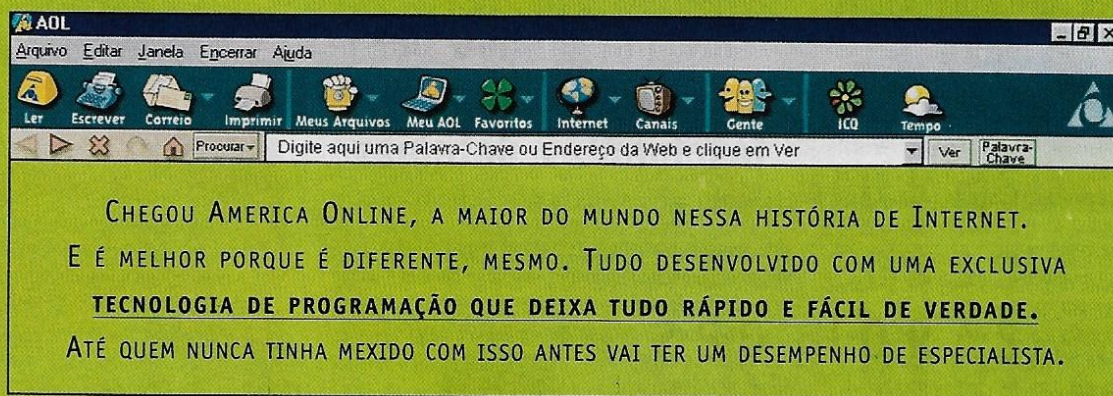 AOL
Arquivo Editar Janela Encerrar Ajuda
Ler Escrever Correio Imprimir Meus Arquivos Meu AOL Favoritos Internet Canais Gente ICQ Tempo
Procurar Digite aqui uma Palavra-Chave ou Endereço da Web e clique em Ver Ver Palavra-Chave
CHEGOU AMERICA ONLINE, A MAIOR DO MUNDO NESSA HISTÓRIA DE INTERNET.
E É MELHOR PORQUE É DIFERENTE, MESMO. TUDO DESENVOLVIDO COM UMA EXCLUSIVA
TECNOLOGIA DE PROGRAMAÇÃO QUE DEIXA TUDO RÁPIDO E FÁCIL DE VERDADE.
ATÉ QUEM NUNCA TINHA MEXIDO COM ISSO ANTES VAI TER UM DESEMPENHO DE ESPECIALISTA.